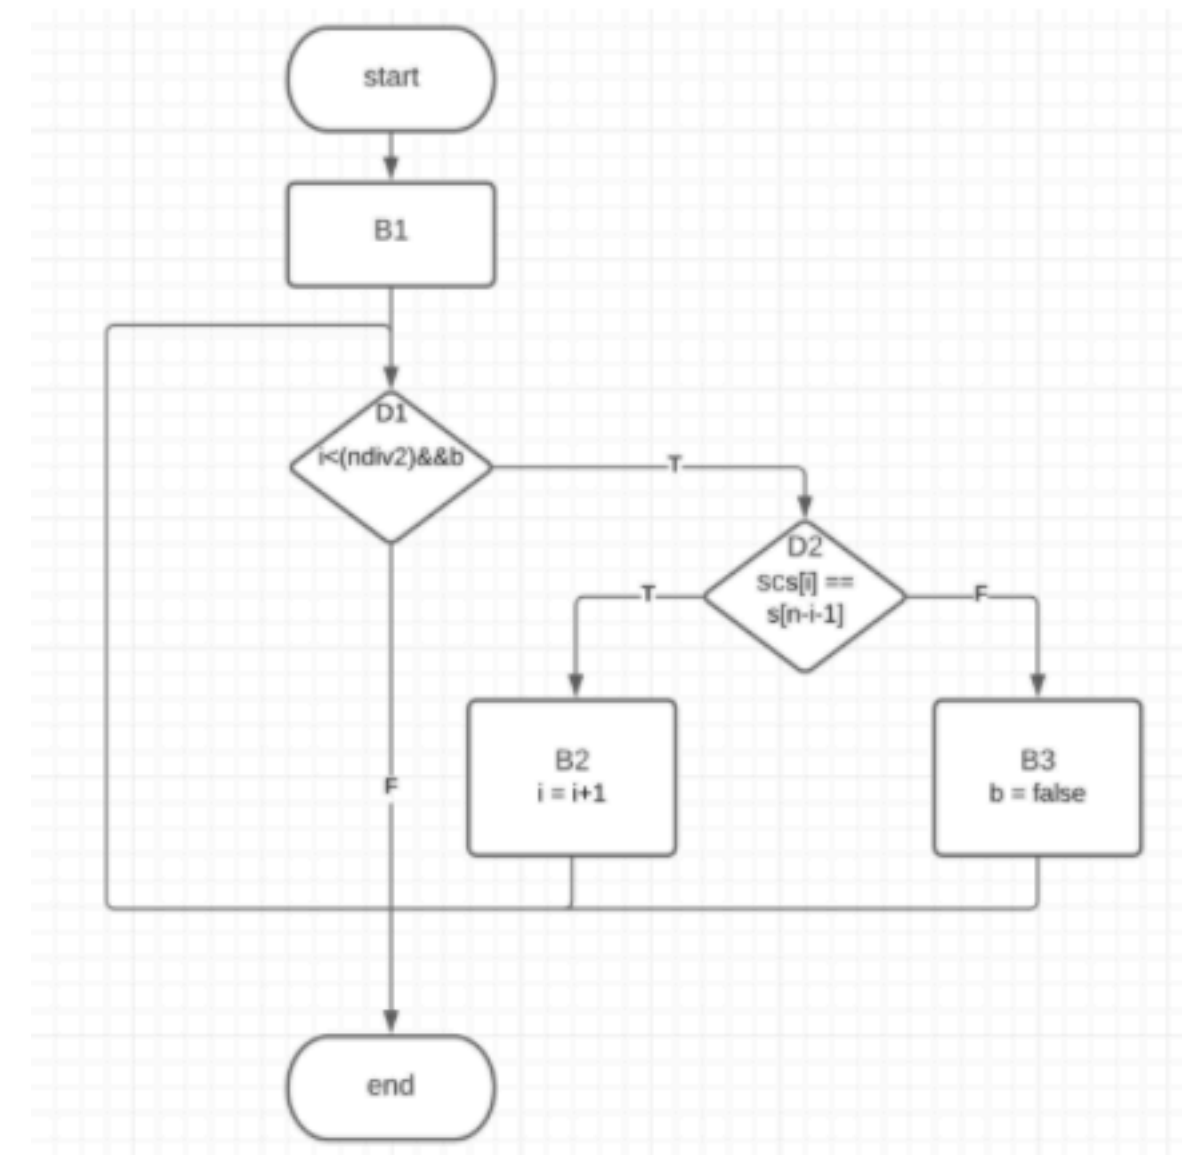 start
B1
D1
i<(ndiv2)&&b
T
D2
scs[i] ==
s[n-i-1]
T
F
B2
i = i+1
B3
b = false
F
end